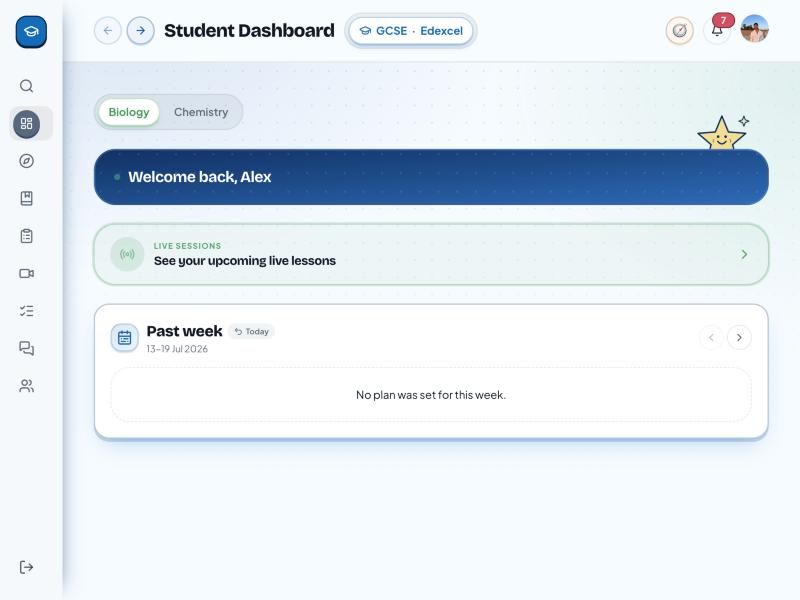 Student Dashboard
GCSE · Edexcel
7
Biology
Chemistry
Welcome back, Alex
LIVE SESSIONS
See your upcoming live lessons
Past week
Today
13–19 Jul 2026
No plan was set for this week.